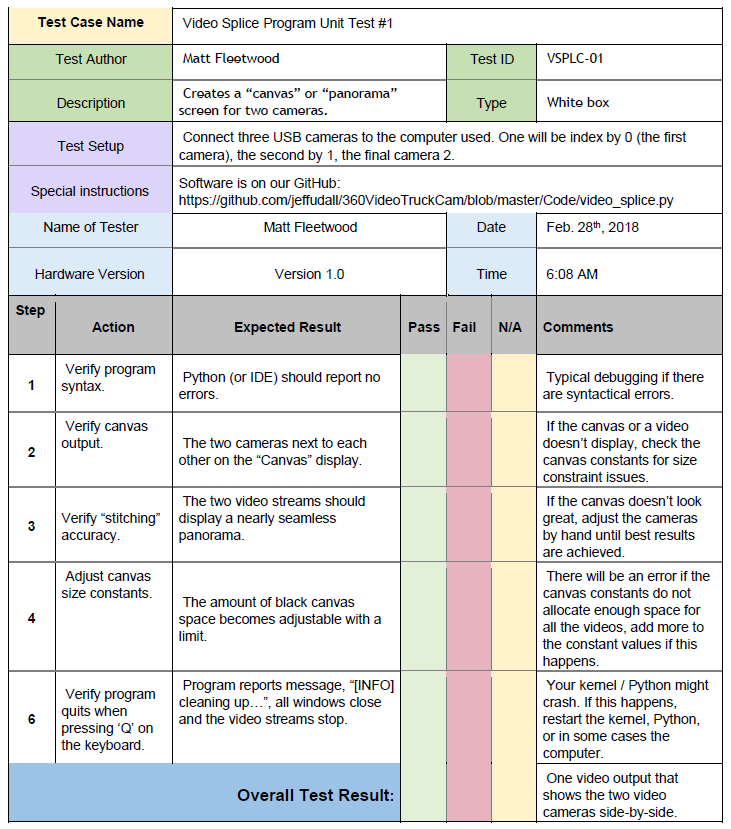 Test Case Name Video Splice Program Unit Test #1
Test Author Matt Fleetwood Test ID VSPLC-01
Description Creates a “canvas” or “panorama” screen for two cameras. Type White box
Test Setup Connect three USB cameras to the computer used. One will be index by 0 (the first
camera), the second by 1, the final camera 2.
Special instructions Software is on our GitHub:
https://github.com/jeffudall/360VideoTruckCam/blob/master/Code/video_splice.py
Name of Tester Matt Fleetwood Date Feb. 28th, 2018
Hardware Version Version 1.0 Time 6:08 AM
Step Action Expected Result Pass Fail N/A Comments
1
Verify program
syntax.
Python (or IDE) should report no
errors.
Typical debugging if there
are syntactical errors.
2
Verify canvas
output.
The two cameras next to each
other on the “Canvas” display.
If the canvas or a video
doesn’t display, check the
canvas constants for size
constraint issues.
3
Verify “stitching”
accuracy.
The two video streams should
display a nearly seamless
panorama.
If the canvas doesn’t look
great, adjust the cameras
by hand until best results
are achieved.
4
Adjust canvas
size constants.
The amount of black canvas
space becomes adjustable with a
limit.
There will be an error if the
canvas constants do not
allocate enough space for
all the videos, add more to
the constant values if this
happens.
6
Verify program
quits when
pressing ‘Q’ on
the keyboard.
Program reports message, “[INFO]
cleaning up…”, all windows close
and the video streams stop.
Your kernel / Python might
crash. If this happens,
restart the kernel, Python,
or in some cases the
computer.
Overall Test Result:
One video output that
shows the two video
cameras side-by-side.